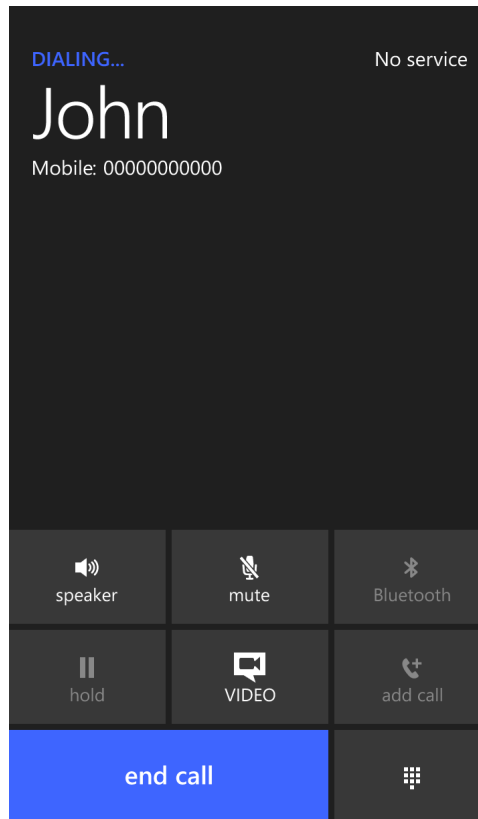 DIALING... No service
John
Mobile: 00000000000
speaker mute Bluetooth
hold VIDEO add call
end call